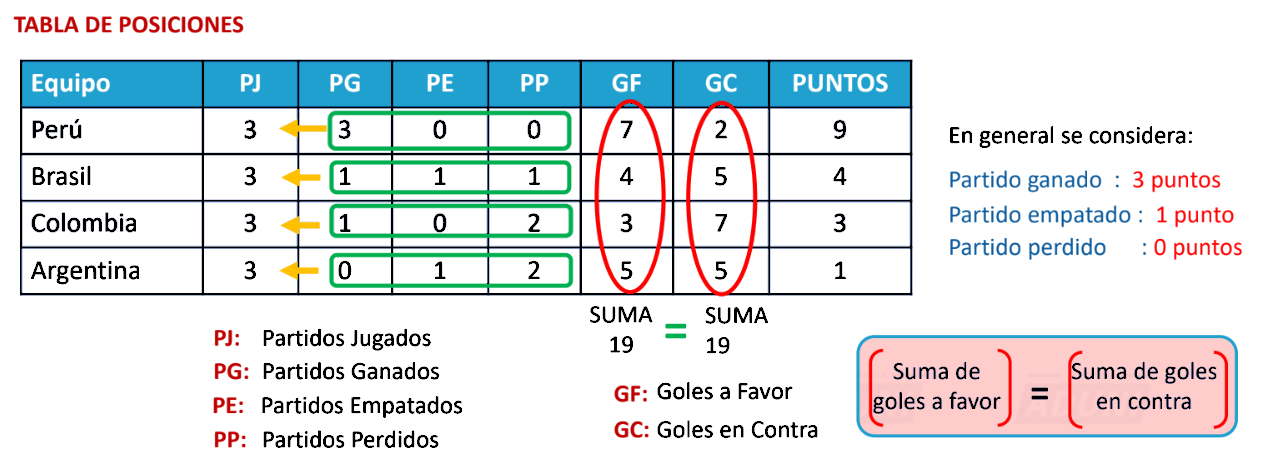 TABLA DE POSICIONES
Equipo PJ PG PE PP GF GC PUNTOS
Perú 3 3 0 0 7 2 9
Brasil 3 1 1 1 4 5 4
Colombia 3 1 0 2 3 7 3
Argentina 3 0 1 2 5 5 1
En general se considera:
Partido ganado : 3 puntos
Partido empatado : 1 punto
Partido perdido : 0 puntos
SUMA = SUMA
19 19
PJ: Partidos Jugados
PG: Partidos Ganados
PE: Partidos Empatados
PP: Partidos Perdidos
GF: Goles a Favor
GC: Goles en Contra
Suma de goles a favor = Suma de goles en contra